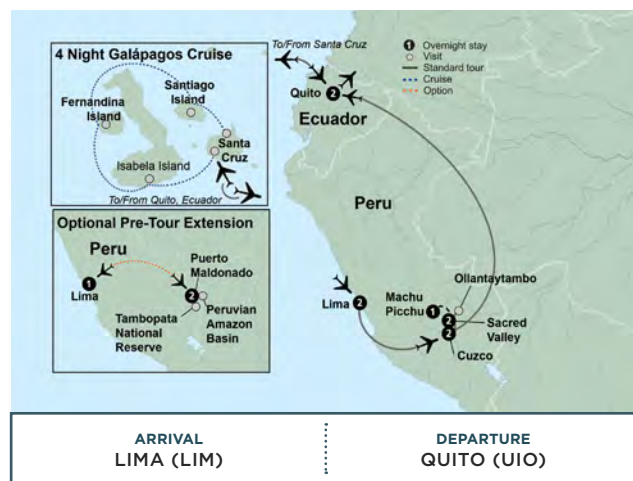 4 Night Galápagos Cruise
Santiago
Island
Fernandina
Island
Santa
Cruz
Isabela Island
To/From Quito, Ecuador
Optional Pre-Tour Extension
Peru
Puerto
Maldonado
1
Lima
2
Tambopata
National
Reserve
Peruvian
Amazon
Basin
To/From Santa Cruz
1 Overnight stay
Visit
Standard tour
Cruise
Option
Quito 2
Ecuador
Peru
Ollantaytambo
Lima 2
Machu
Picchu 1
2
Sacred
Valley
2
Cuzco
ARRIVAL
LIMA (LIM)
DEPARTURE
QUITO (UIO)